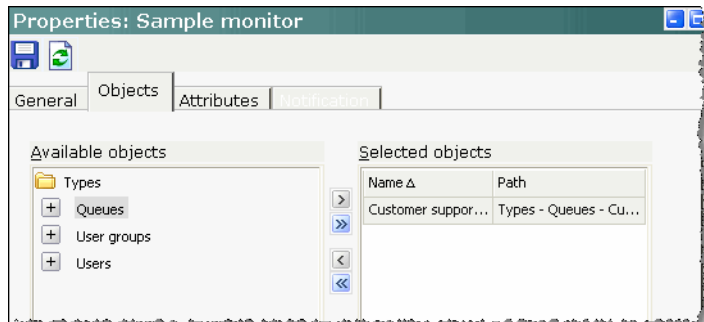 Properties: Sample monitor
General Objects Attributes Notification
Available objects
Types
Queues
User groups
Users
Selected objects
Name Path
Customer suppor... Types - Queues - Cu...